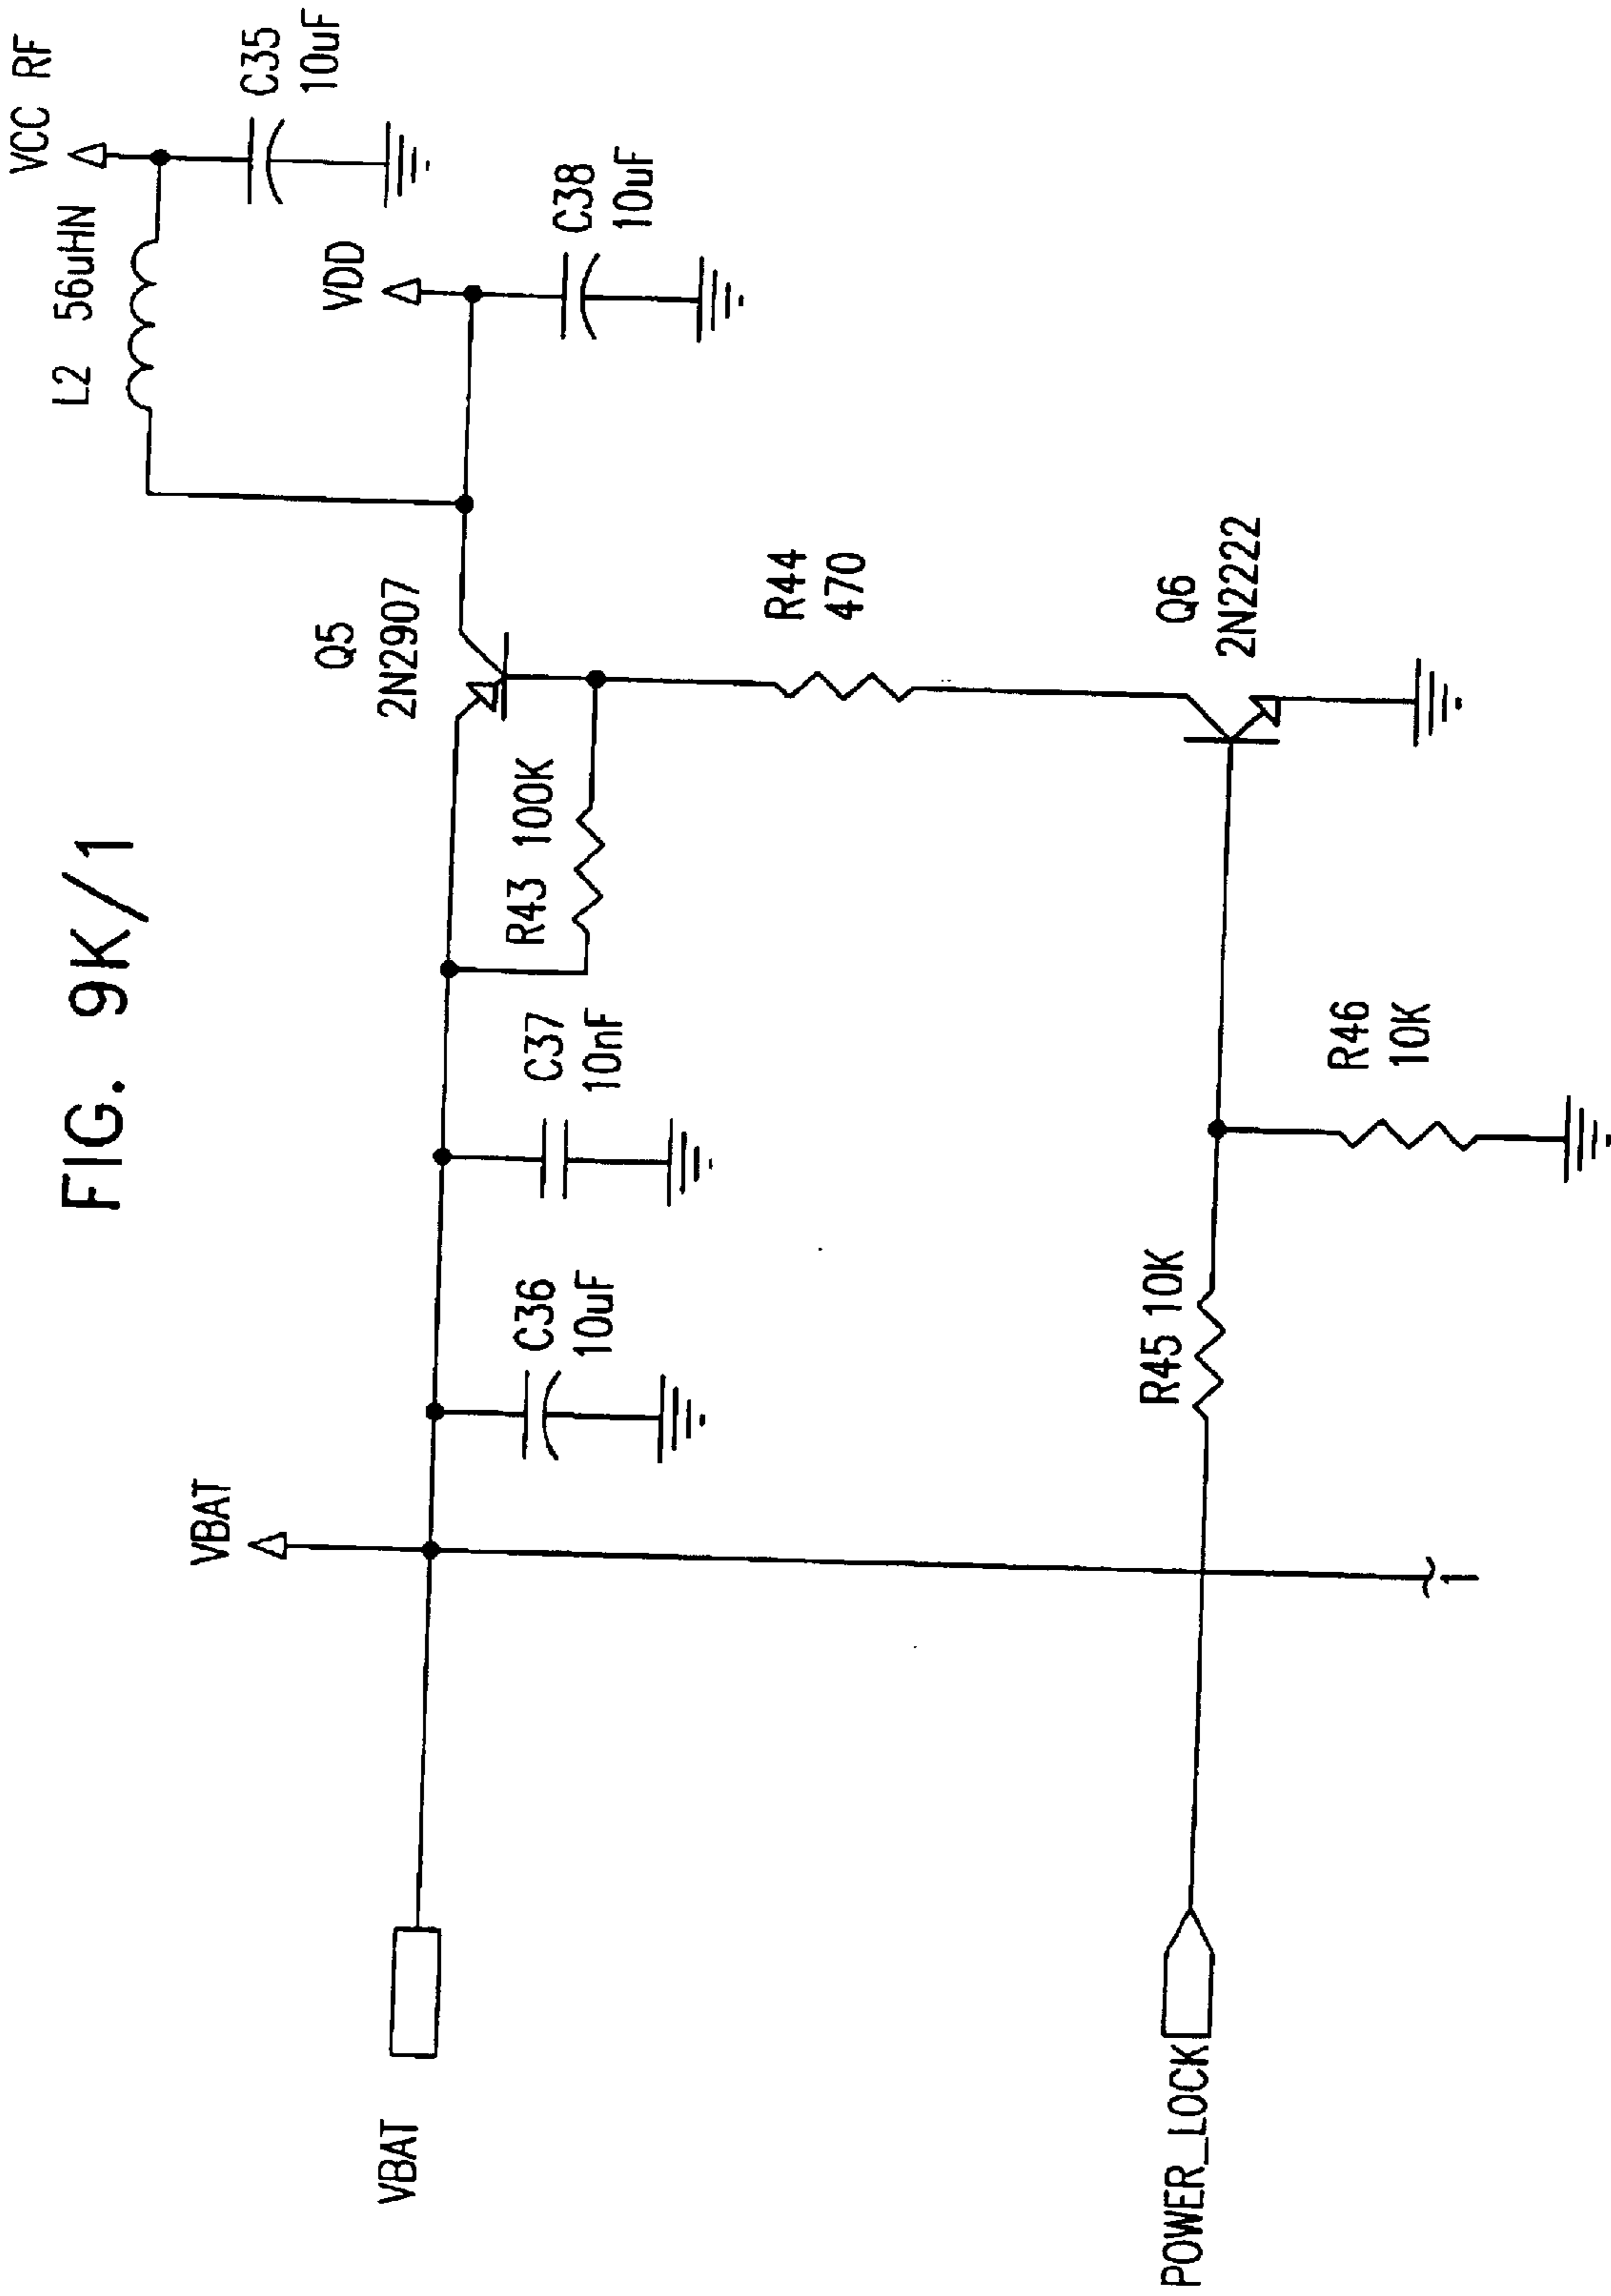 FIG. 9K/1
VCC RF
L2 56uHN
C35
10uF
VDD
C38
10uF
Q5
2N2907
VBAT
C36
10uF
C37
10nF
R43 100K
R44
470
VBAT
Q6
2N2222
R45 10K
R46
10K
POWER_LOCK
1